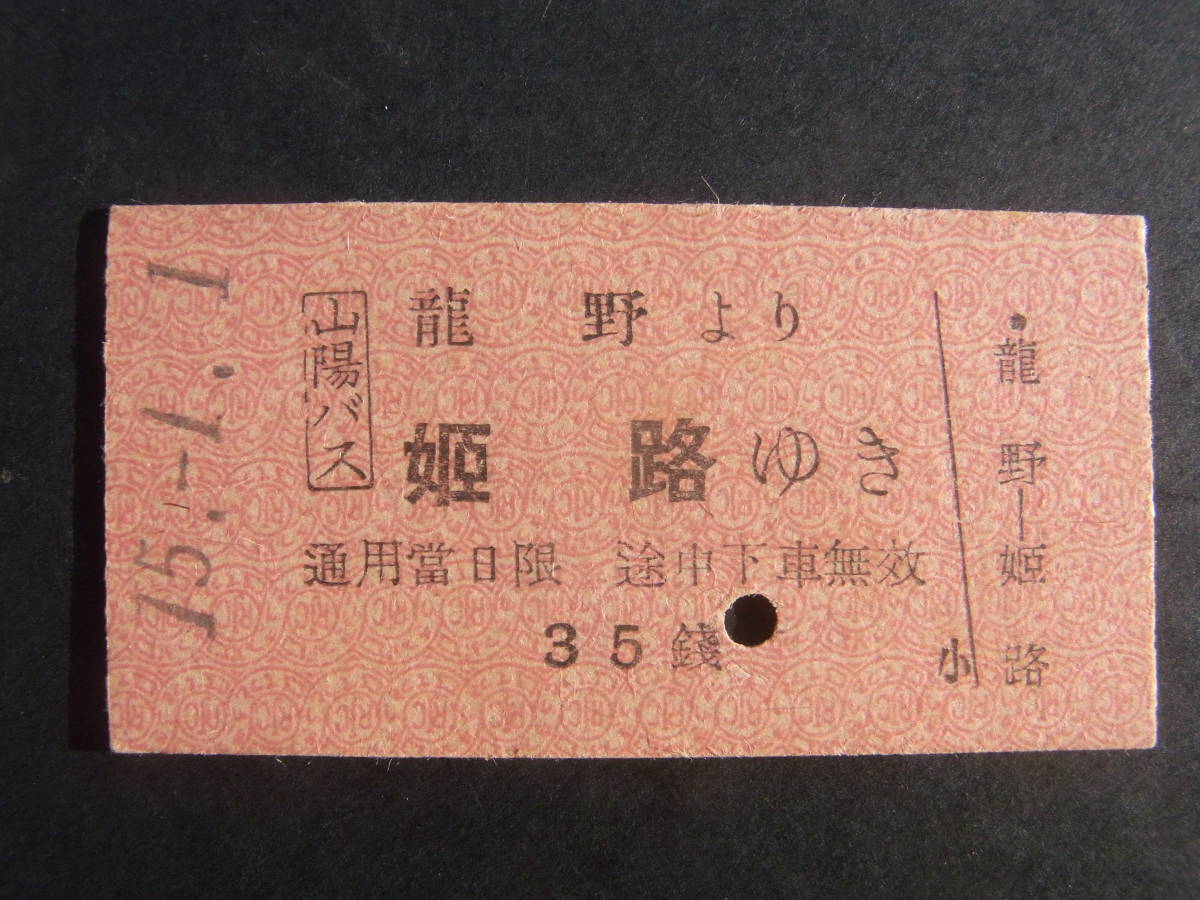 15.-1.-1
山陽バス
龍野より
姫路ゆき
通用當日限 途中下車無效
35錢
小
龍野―姫路